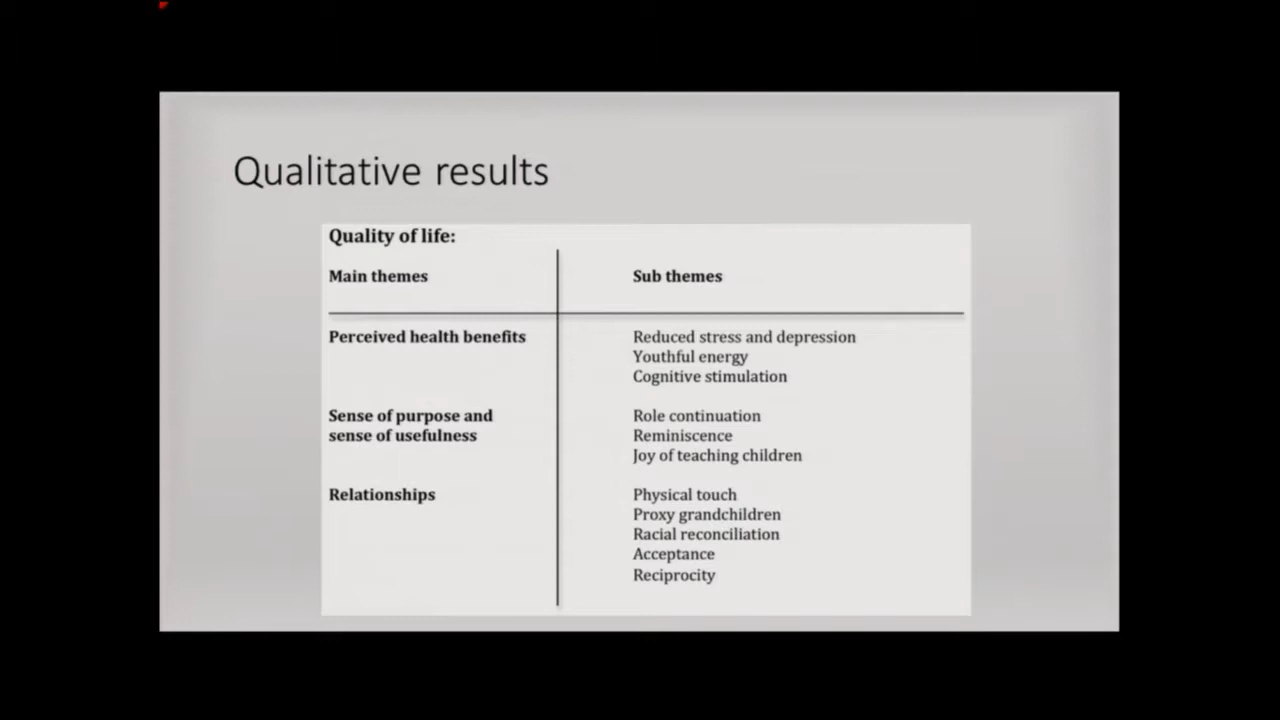 Qualitative results
Quality of life:
Main themes Sub themes
Perceived health benefits Reduced stress and depression
Youthful energy
Cognitive stimulation
Sense of purpose and Role continuation
sense of usefulness Reminiscence
Joy of teaching children
Relationships Physical touch
Proxy grandchildren
Racial reconciliation
Acceptance
Reciprocity